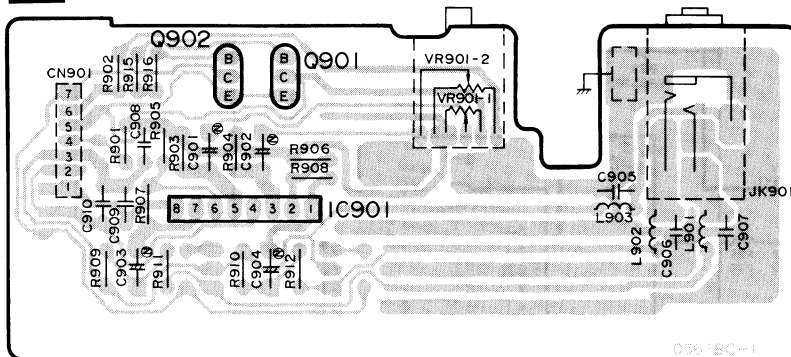 Q902
Q901
B
C
E
B
C
E
VR901-2
VR901-1
CN901
7
6
5
4
3
2
1
R902
R915
R916
R901
C908
R905
R903
C901
R904
C902
R906
R908
C910
C909
R907
8 7 6 5 4 3 2 1
IC901
R909
C903
R911
R910
C904
R912
C905
L903
JK901
L902
C906
L901
C907